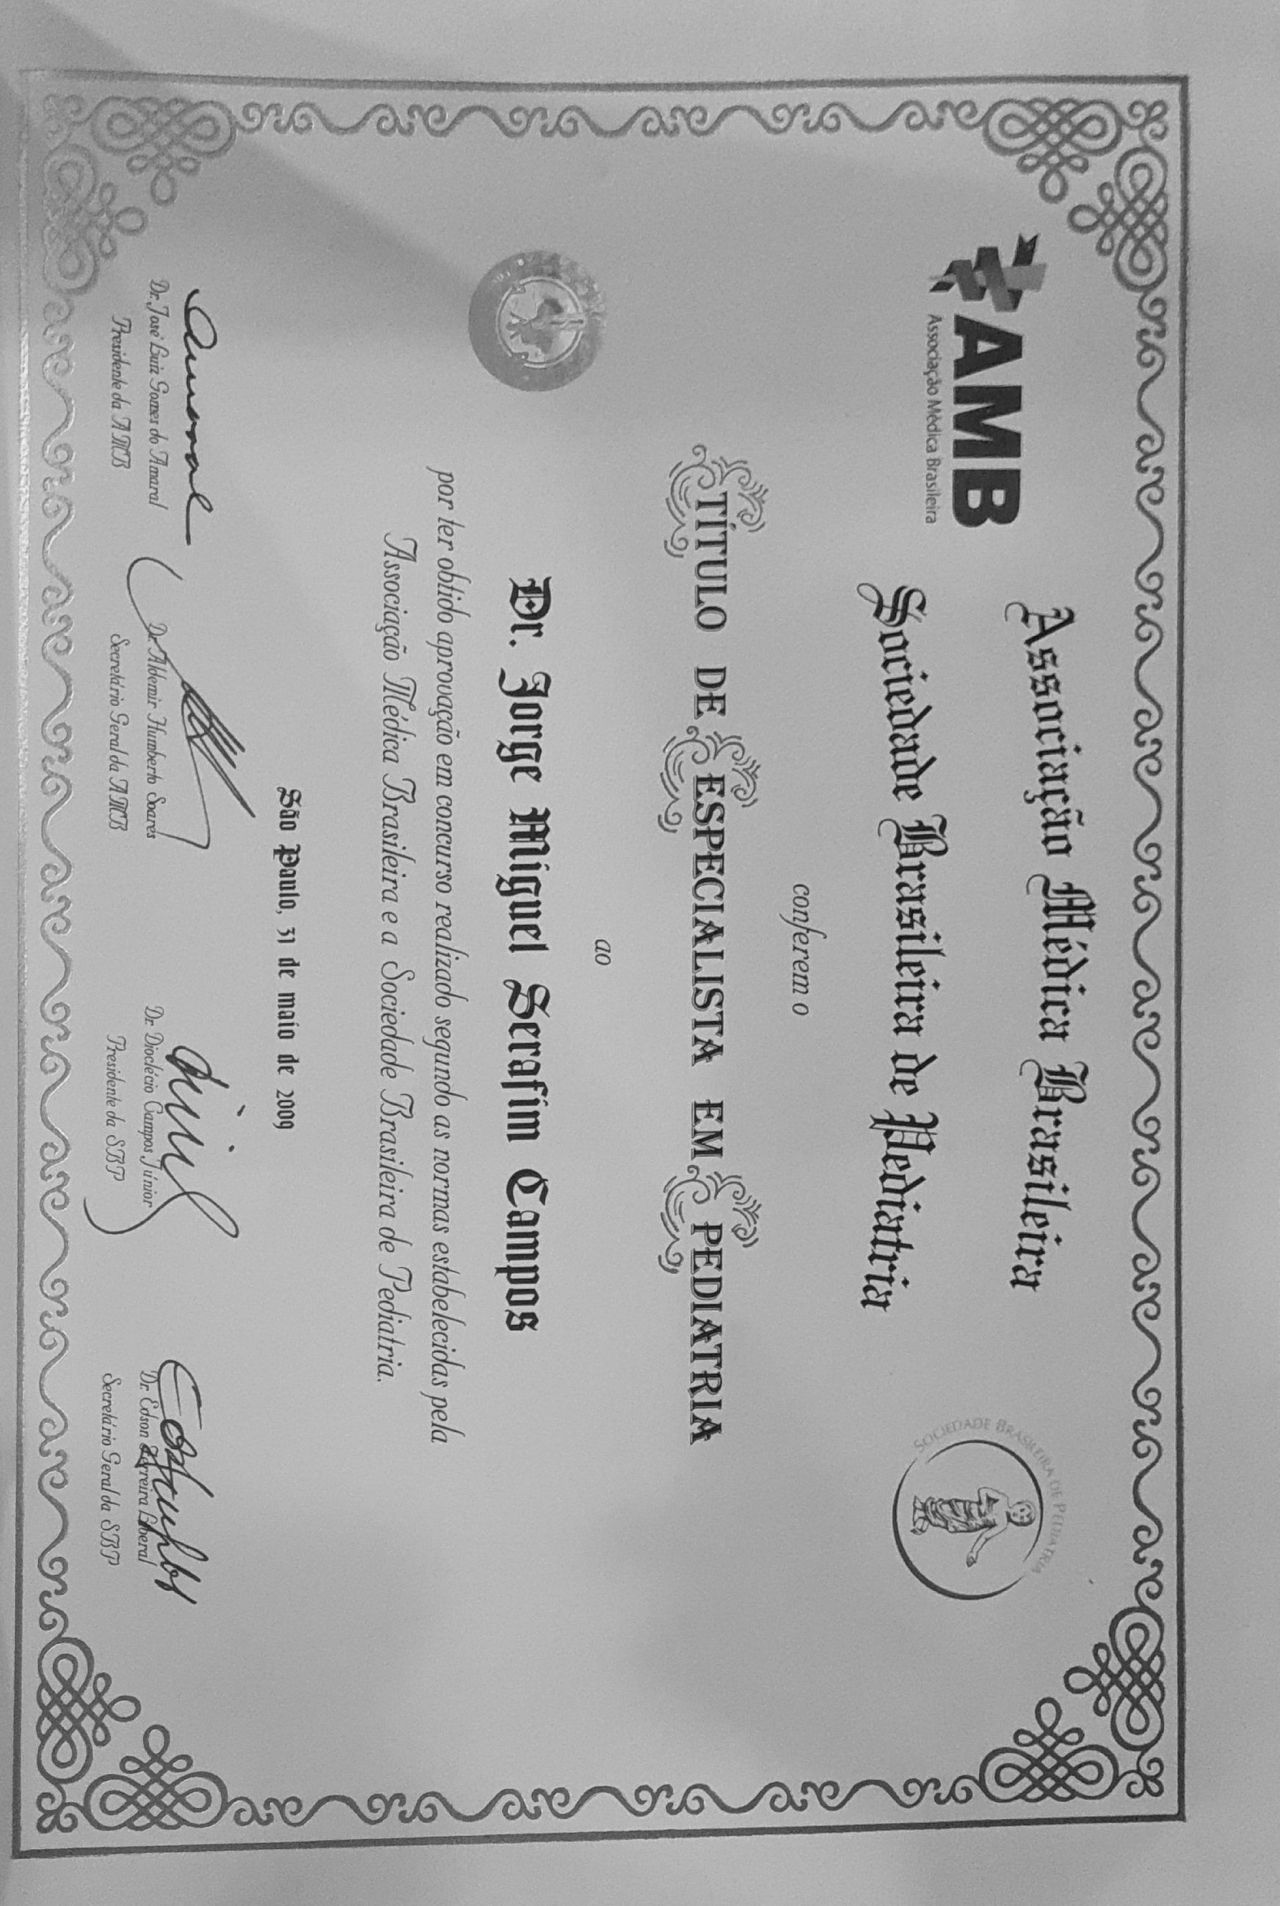 AMB
Associação Médica Brasileira
Associação Médica Brasileira
Sociedade Brasileira de Pediatria
SOCIEDADE BRASILEIRA DE PEDIATRIA
conferem o
TÍTULO DE ESPECIALISTA EM PEDIATRIA
ao
Dr. Jorge Miguel Serafim Campos
por ter obtido aprovação em concurso realizado segundo as normas estabelecidas pela
Associação Médica Brasileira e a Sociedade Brasileira de Pediatria.
São Paulo, 31 de maio de 2009
Dr. José Luiz Gomes do Amaral
Presidente da AMB
Dr. Aldemir Humberto Soares
Secretário Geral da AMB
Dr. Dioclécio Campos Júnior
Presidente da SBP
Dr. Edson Ferreira Liberal
Secretário Geral da SBP